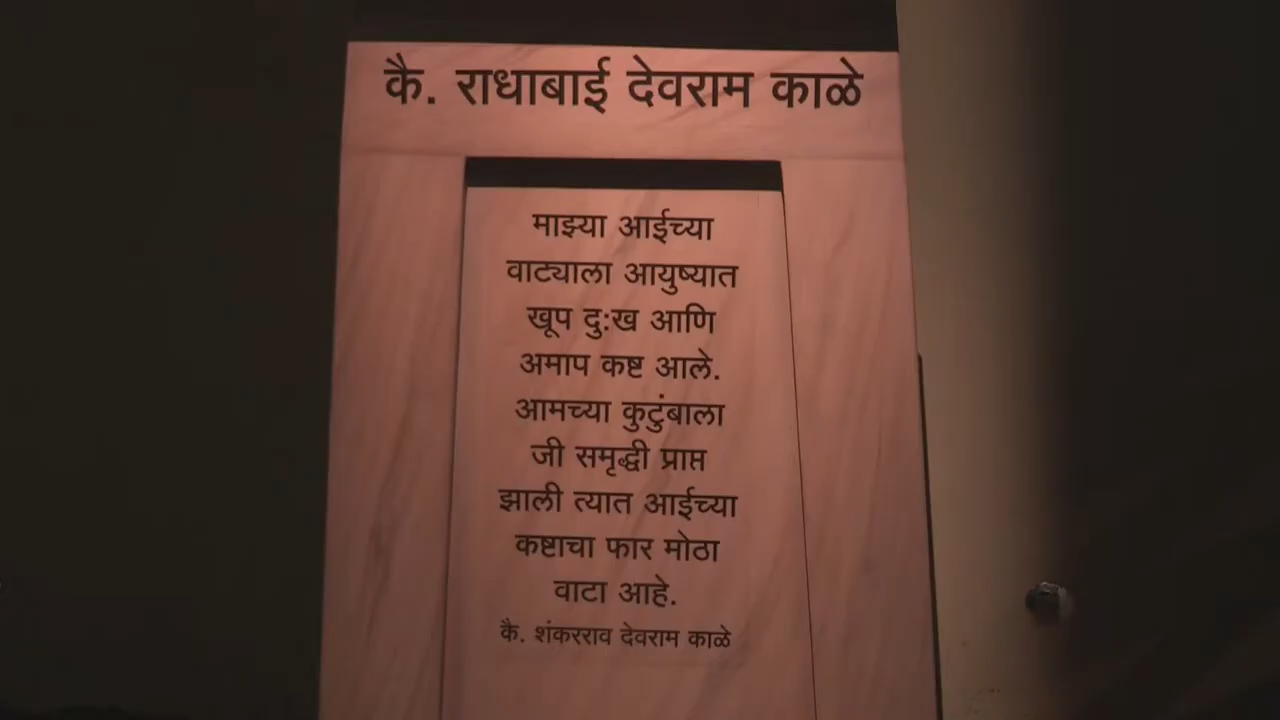 कै. राधाबाई देवराम काळे
माझ्या आईच्या
वाट्याला आयुष्यात
खूप दुःख आणि
अमाप कष्ट आले.
आमच्या कुटुंबाला
जी समृद्धी प्राप्त
झाली त्यात आईच्या
कष्टाचा फार मोठा
वाटा आहे.
कै. शंकरराव देवराम काळे